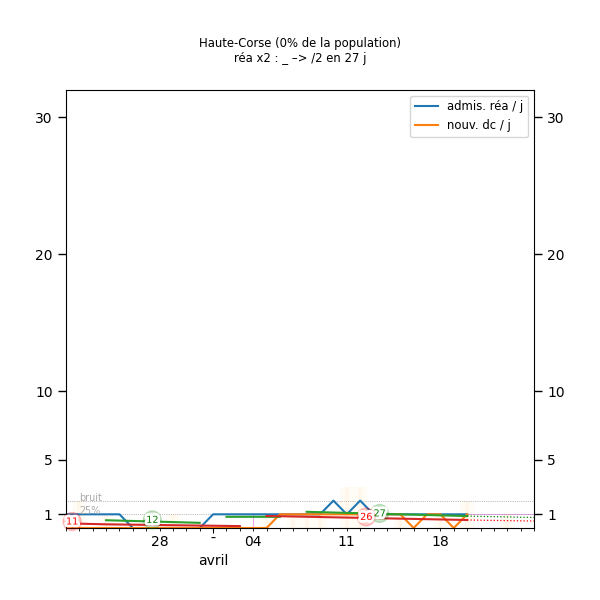 Haute-Corse (0% de la population)
réa x2 : _ –> /2 en 27 j
admis. réa / j
nouv. dc / j
30 30
20 20
10 10
5 5
bruit
25%
1 1
11 12 26 27
28 - 04 11 18
avril